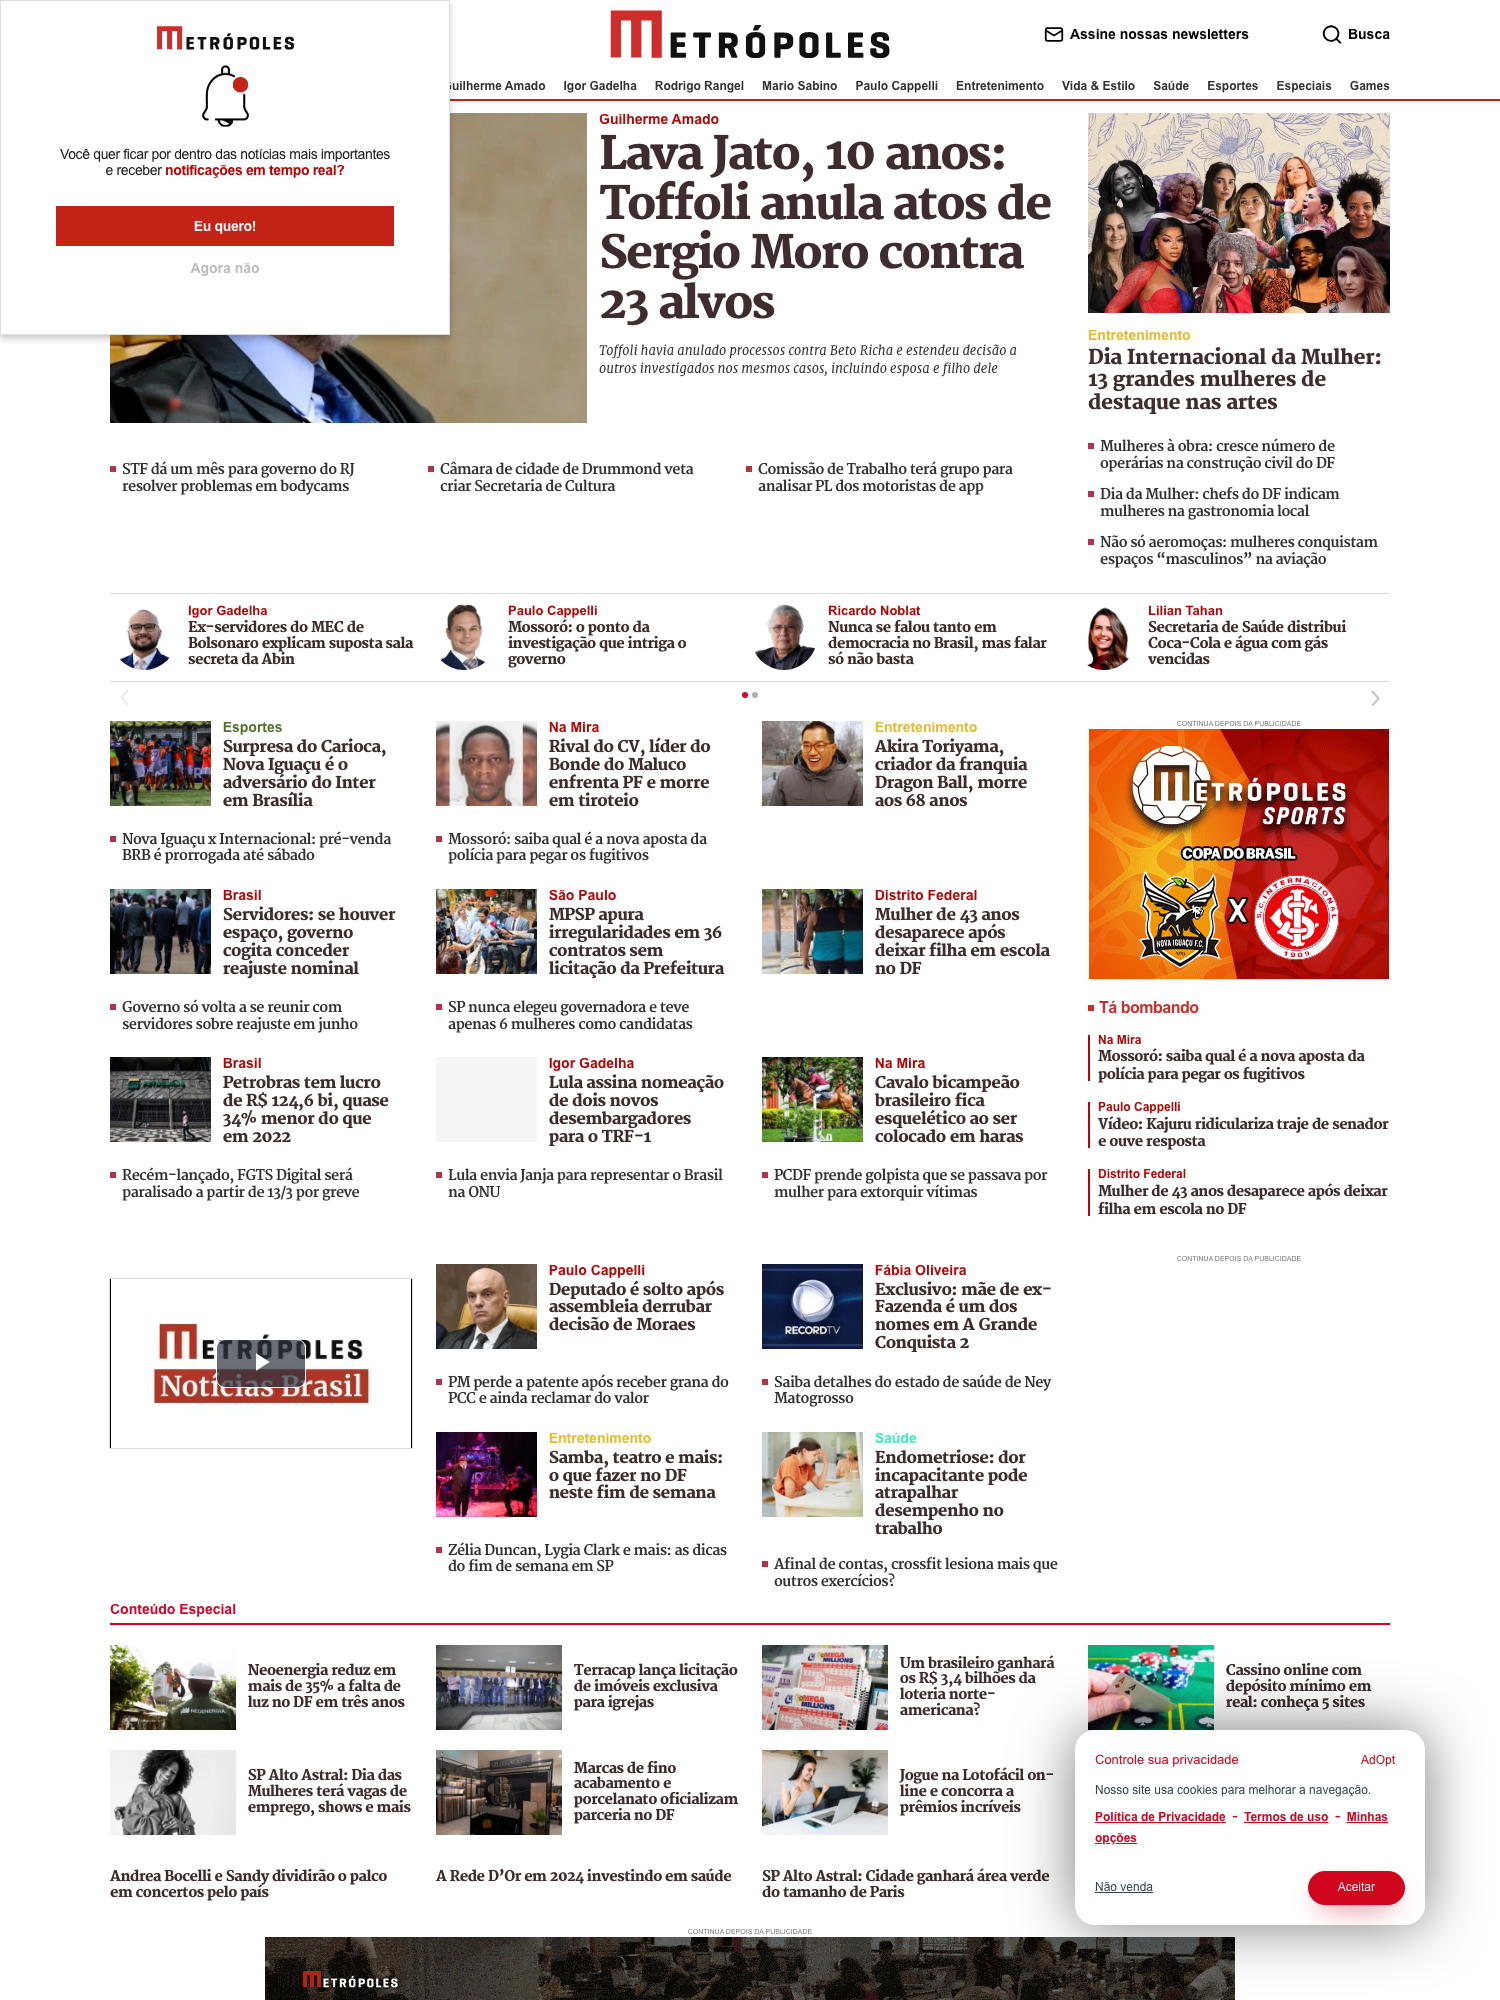 METRÓPOLES
Você quer ficar por dentro das notícias mais importantes
e receber notificações em tempo real?
Eu quero!
Agora não
METRÓPOLES
Assine nossas newsletters
Busca
Guilherme Amado Igor Gadelha Rodrigo Rangel Mario Sabino Paulo Cappelli Entretenimento Vida & Estilo Saúde Esportes Especiais Games
Guilherme Amado
Lava Jato, 10 anos:
Toffoli anula atos de
Sergio Moro contra
23 alvos
Toffoli havia anulado processos contra Beto Richa e estendeu decisão a
outros investigados nos mesmos casos, incluindo esposa e filho dele
Entretenimento
Dia Internacional da Mulher:
13 grandes mulheres de
destaque nas artes
STF dá um mês para governo do RJ
resolver problemas em bodycams
Câmara de cidade de Drummond veta
criar Secretaria de Cultura
Comissão de Trabalho terá grupo para
analisar PL dos motoristas de app
Mulheres à obra: cresce número de
operárias na construção civil do DF
Dia da Mulher: chefs do DF indicam
mulheres na gastronomia local
Não só aeromoças: mulheres conquistam
espaços “masculinos” na aviação
Igor Gadelha
Ex-servidores do MEC de
Bolsonaro explicam suposta sala
secreta da Abin
Paulo Cappelli
Mossoró: o ponto da
investigação que intriga o
governo
Ricardo Noblat
Nunca se falou tanto em
democracia no Brasil, mas falar
só não basta
Lilian Tahan
Secretaria de Saúde distribui
Coca-Cola e água com gás
vencidas
Esportes
Surpresa do Carioca,
Nova Iguaçu é o
adversário do Inter
em Brasília
Nova Iguaçu x Internacional: pré-venda
BRB é prorrogada até sábado
Na Mira
Rival do CV, líder do
Bonde do Maluco
enfrenta PF e morre
em tiroteio
Mossoró: saiba qual é a nova aposta da
polícia para pegar os fugitivos
Entretenimento
Akira Toriyama,
criador da franquia
Dragon Ball, morre
aos 68 anos
CONTINUA DEPOIS DA PUBLICIDADE
METRÓPOLES
SPORTS
COPA DO BRASIL
NOVA IGUAÇU F.C.
X
S.C. INTERNACIONAL
1909
Brasil
Servidores: se houver
espaço, governo
cogita conceder
reajuste nominal
Governo só volta a se reunir com
servidores sobre reajuste em junho
São Paulo
MPSP apura
irregularidades em 36
contratos sem
licitação da Prefeitura
SP nunca elegeu governadora e teve
apenas 6 mulheres como candidatas
Distrito Federal
Mulher de 43 anos
desaparece após
deixar filha em escola
no DF
Tá bombando
Na Mira
Mossoró: saiba qual é a nova aposta da
polícia para pegar os fugitivos
Paulo Cappelli
Vídeo: Kajuru ridiculariza traje de senador
e ouve resposta
Distrito Federal
Mulher de 43 anos desaparece após deixar
filha em escola no DF
Brasil
Petrobras tem lucro
de R$ 124,6 bi, quase
34% menor do que
em 2022
Recém-lançado, FGTS Digital será
paralisado a partir de 13/3 por greve
Igor Gadelha
Lula assina nomeação
de dois novos
desembargadores
para o TRF-1
Lula envia Janja para representar o Brasil
na ONU
Na Mira
Cavalo bicampeão
brasileiro fica
esquelético ao ser
colocado em haras
PCDF prende golpista que se passava por
mulher para extorquir vítimas
CONTINUA DEPOIS DA PUBLICIDADE
METRÓPOLES
Notícias Brasil
Paulo Cappelli
Deputado é solto após
assembleia derrubar
decisão de Moraes
PM perde a patente após receber grana do
PCC e ainda reclamar do valor
RECORDTV
Fábia Oliveira
Exclusivo: mãe de ex-
Fazenda é um dos
nomes em A Grande
Conquista 2
Saiba detalhes do estado de saúde de Ney
Matogrosso
Entretenimento
Samba, teatro e mais:
o que fazer no DF
neste fim de semana
Zélia Duncan, Lygia Clark e mais: as dicas
do fim de semana em SP
Saúde
Endometriose: dor
incapacitante pode
atrapalhar
desempenho no
trabalho
Afinal de contas, crossfit lesiona mais que
outros exercícios?
Conteúdo Especial
Neoenergia reduz em
mais de 35% a falta de
luz no DF em três anos
Terracap lança licitação
de imóveis exclusiva
para igrejas
MEGA MILLIONS
MEGA MILLIONS
Um brasileiro ganhará
os R$ 3,4 bilhões da
loteria norte-
americana?
Cassino online com
depósito mínimo em
real: conheça 5 sites
SP Alto Astral: Dia das
Mulheres terá vagas de
emprego, shows e mais
Marcas de fino
acabamento e
porcelanato oficializam
parceria no DF
Jogue na Lotofácil on-
line e concorra a
prêmios incríveis
Andrea Bocelli e Sandy dividirão o palco
em concertos pelo país
A Rede D’Or em 2024 investindo em saúde
SP Alto Astral: Cidade ganhará área verde
do tamanho de Paris
Controle sua privacidade
AdOpt
Nosso site usa cookies para melhorar a navegação.
Política de Privacidade - Termos de uso - Minhas
opções
Não venda
Aceitar
CONTINUA DEPOIS DA PUBLICIDADE
METRÓPOLES